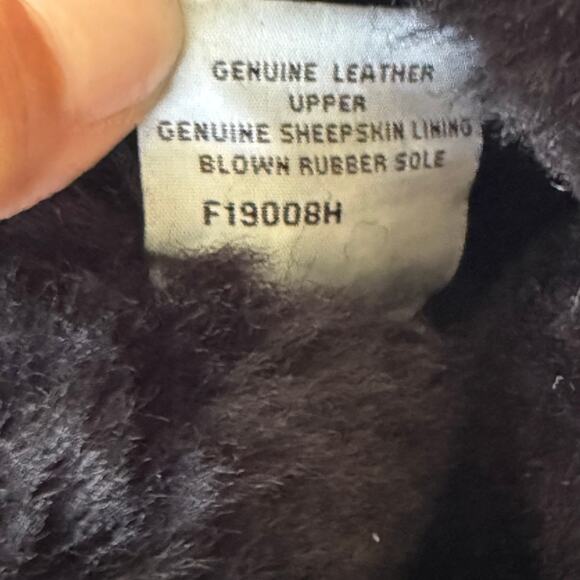 GENUINE LEATHER
UPPER
GENUINE SHEEPSKIN LINING
BLOWN RUBBER SOLE
F19008H